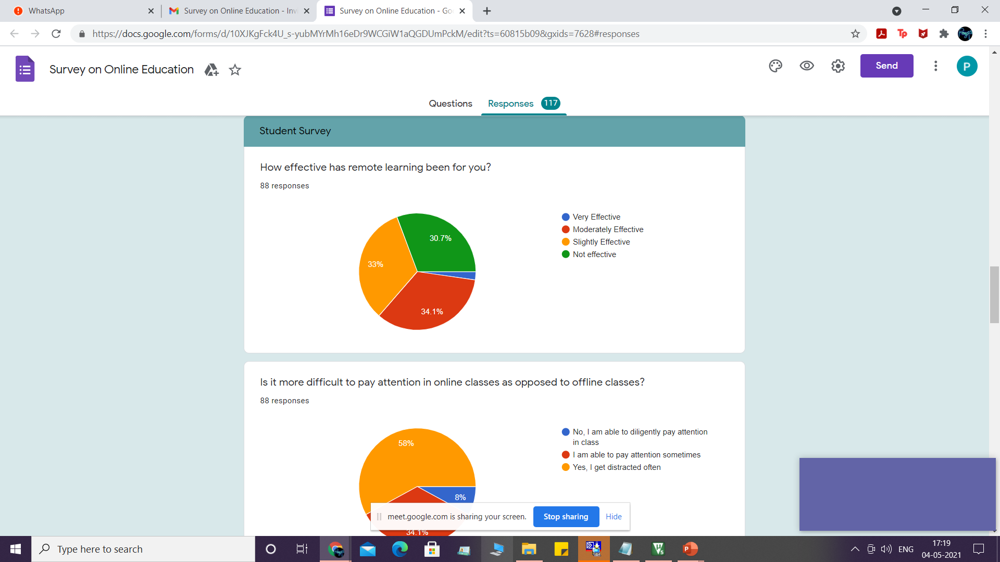 WhatsApp
Survey on Online Education - Inv
Survey on Online Education - Go
https://docs.google.com/forms/d/10XJKgFck4U_s-yubMYrMh16eDr9WCGiW1aQGDUmPckM/edit?ts=60815b09&gxids=7628#responses
Survey on Online Education
Send
P
Questions
Responses 117
Student Survey
How effective has remote learning been for you?
88 responses
30.7%
33%
34.1%
Very Effective
Moderately Effective
Slightly Effective
Not effective
Is it more difficult to pay attention in online classes as opposed to offline classes?
88 responses
58%
8%
34.1%
No, I am able to diligently pay attention
in class
I am able to pay attention sometimes
Yes, I get distracted often
meet.google.com is sharing your screen.
Stop sharing
Hide
Type here to search
ENG
17:19
04-05-2021